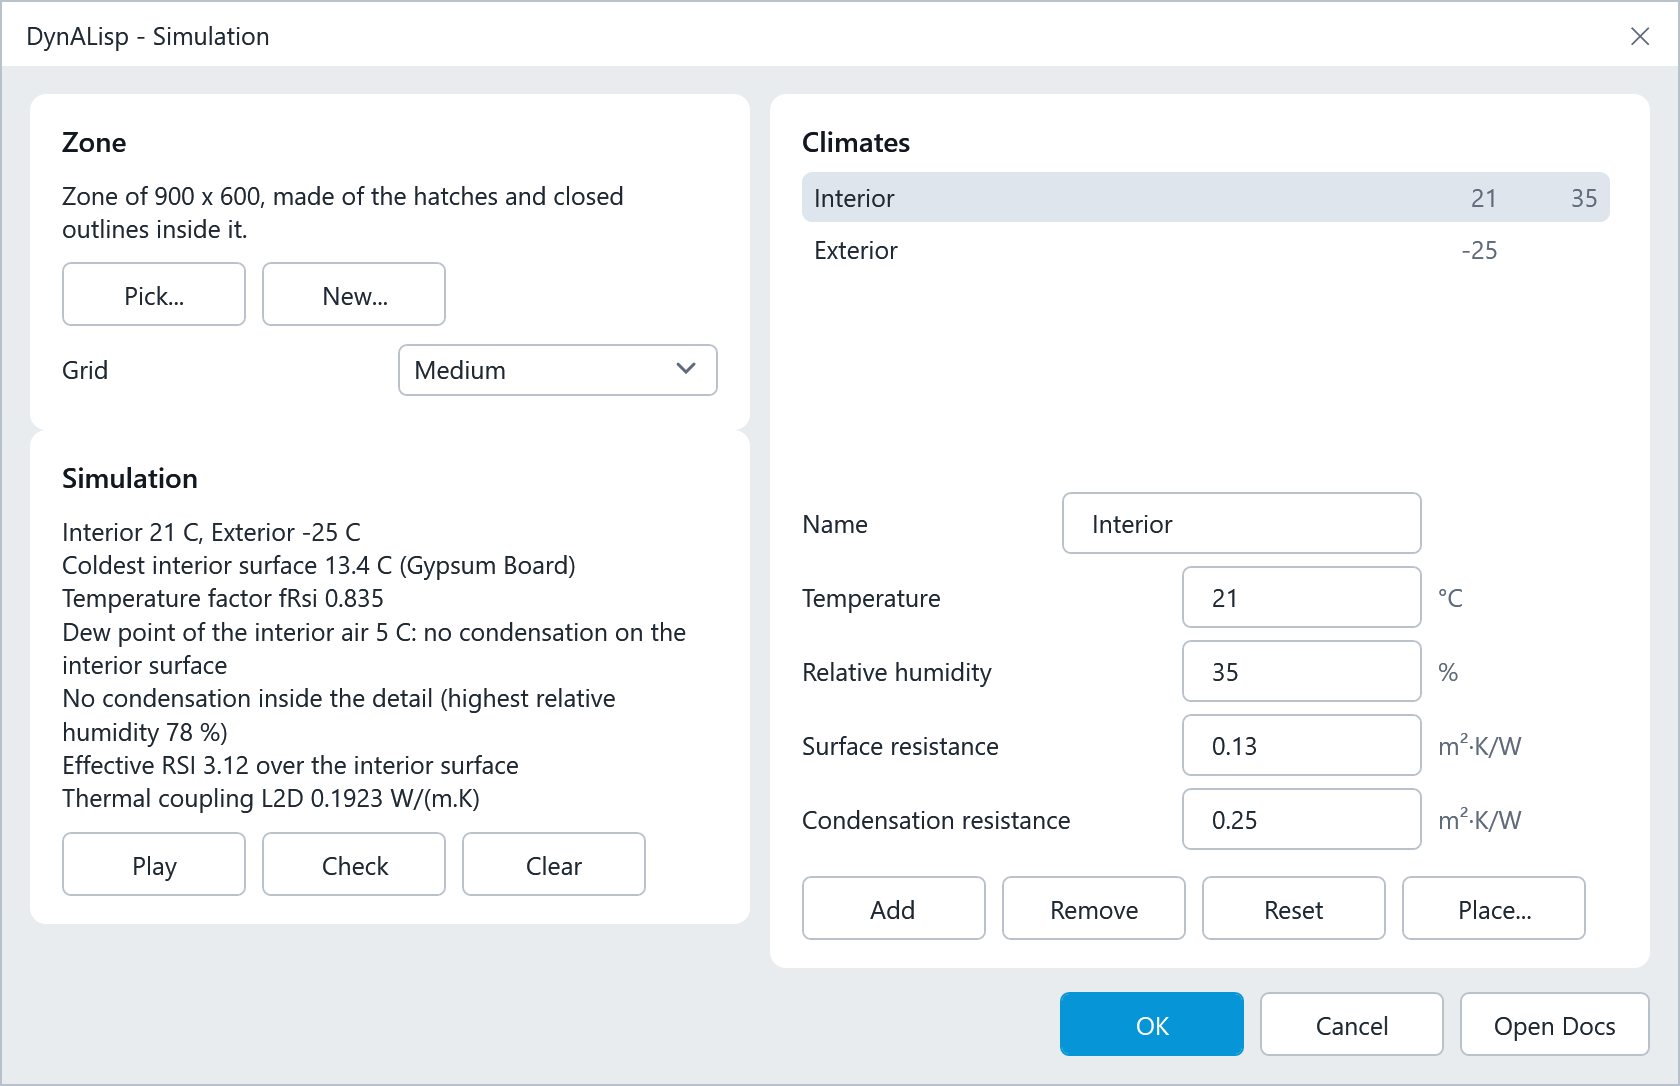 DynALisp - Simulation
Zone
Zone of 900 x 600, made of the hatches and closed
outlines inside it.
Pick...
New...
Grid
Medium
Simulation
Interior 21 C, Exterior -25 C
Coldest interior surface 13.4 C (Gypsum Board)
Temperature factor fRsi 0.835
Dew point of the interior air 5 C: no condensation on the
interior surface
No condensation inside the detail (highest relative
humidity 78 %)
Effective RSI 3.12 over the interior surface
Thermal coupling L2D 0.1923 W/(m.K)
Play
Check
Clear
Climates
Interior 21 35
Exterior -25
Name Interior
Temperature 21 °C
Relative humidity 35 %
Surface resistance 0.13 m²·K/W
Condensation resistance 0.25 m²·K/W
Add
Remove
Reset
Place...
OK
Cancel
Open Docs